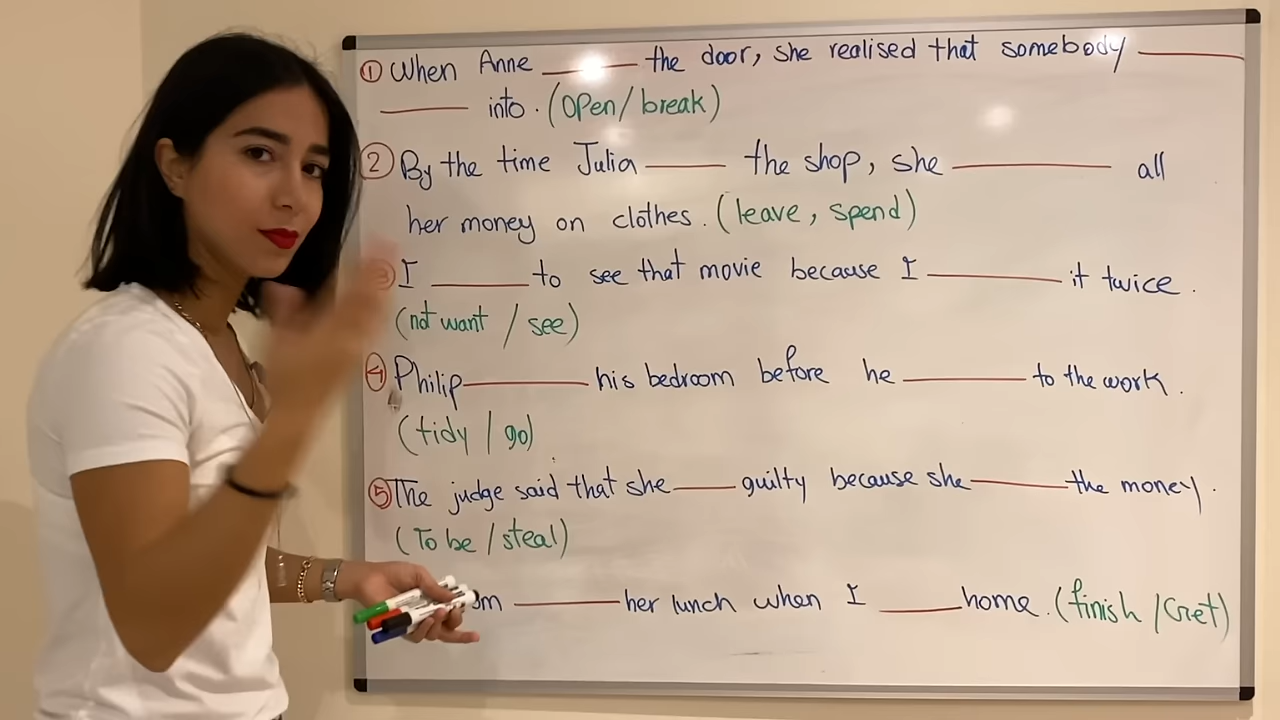 ① When Anne ______ the door, she realised that somebody ______
______ into. (open/break)
② By the time Julia ______ the shop, she ______ all
her money on clothes. (leave, spend)
③ I ______ to see that movie because I ______ it twice.
(not want / see)
④ Philip ______ his bedroom before he ______ to the work.
(tidy / go)
⑤ The judge said that she ______ guilty because she ______ the money.
(To be / steal)
______ her lunch when I ______ home. (finish / Get)